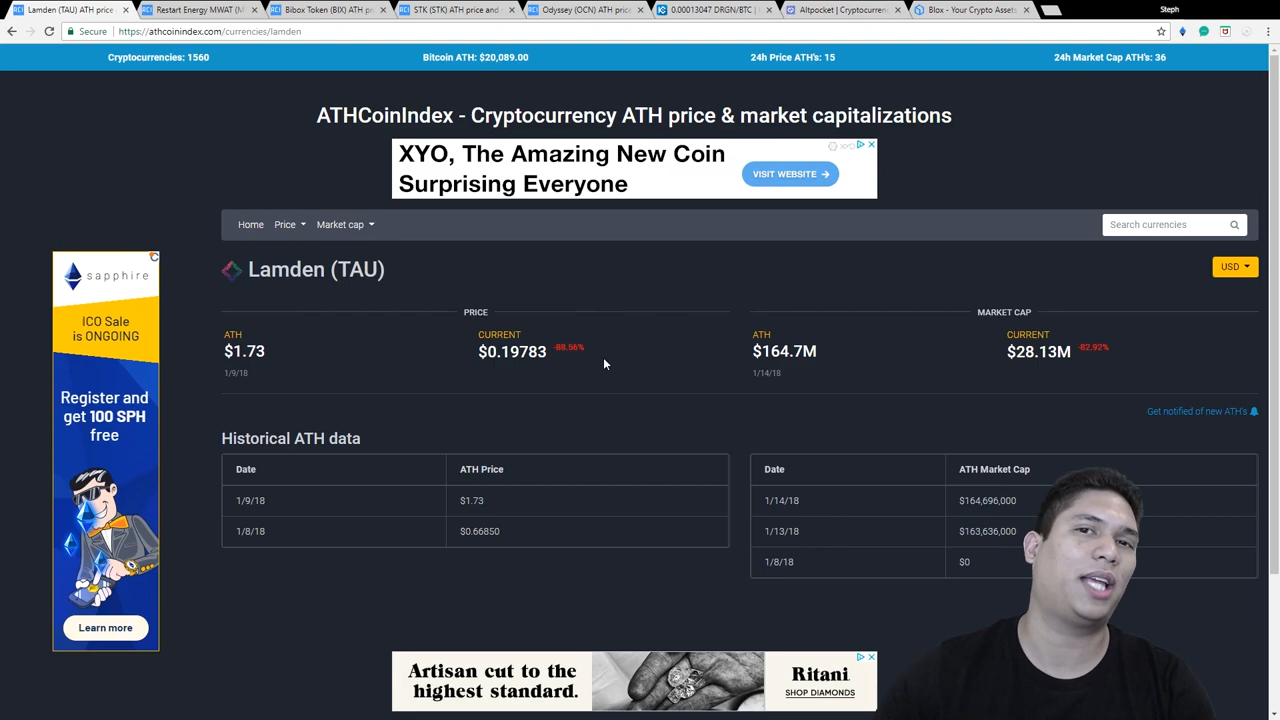 Lamden (TAU) ATH price
Restart Energy MWAT (M
Bibox Token (BIX) ATH pr
STK (STK) ATH price and
Odyssey (OCN) ATH price
0.00013047 DRGN/BTC |
Altpocket | Cryptocurrenc
Blox - Your Crypto Assets
Steph
Secure
https://athcoinindex.com/currencies/lamden
Cryptocurrencies: 1560
Bitcoin ATH: $20,089.00
24h Price ATH's: 15
24h Market Cap ATH's: 36
ATHCoinIndex - Cryptocurrency ATH price & market capitalizations
XYO, The Amazing New Coin
Surprising Everyone
VISIT WEBSITE
XYO
Home
Price
Market cap
Search currencies
sapphire
ICO Sale
is ONGOING
Register and
get 100 SPH
free
Learn more
Lamden (TAU)
USD
PRICE
ATH
$1.73
1/9/18
CURRENT
$0.19783
-88.56%
MARKET CAP
ATH
$164.7M
1/14/18
CURRENT
$28.13M
-82.92%
Get notified of new ATH's
Historical ATH data
Date
ATH Price
1/9/18
$1.73
1/8/18
$0.66850
Date
ATH Market Cap
1/14/18
$164,696,000
1/13/18
$163,636,000
1/8/18
$0
Artisan cut to the
highest standard.
Ritani
SHOP DIAMONDS